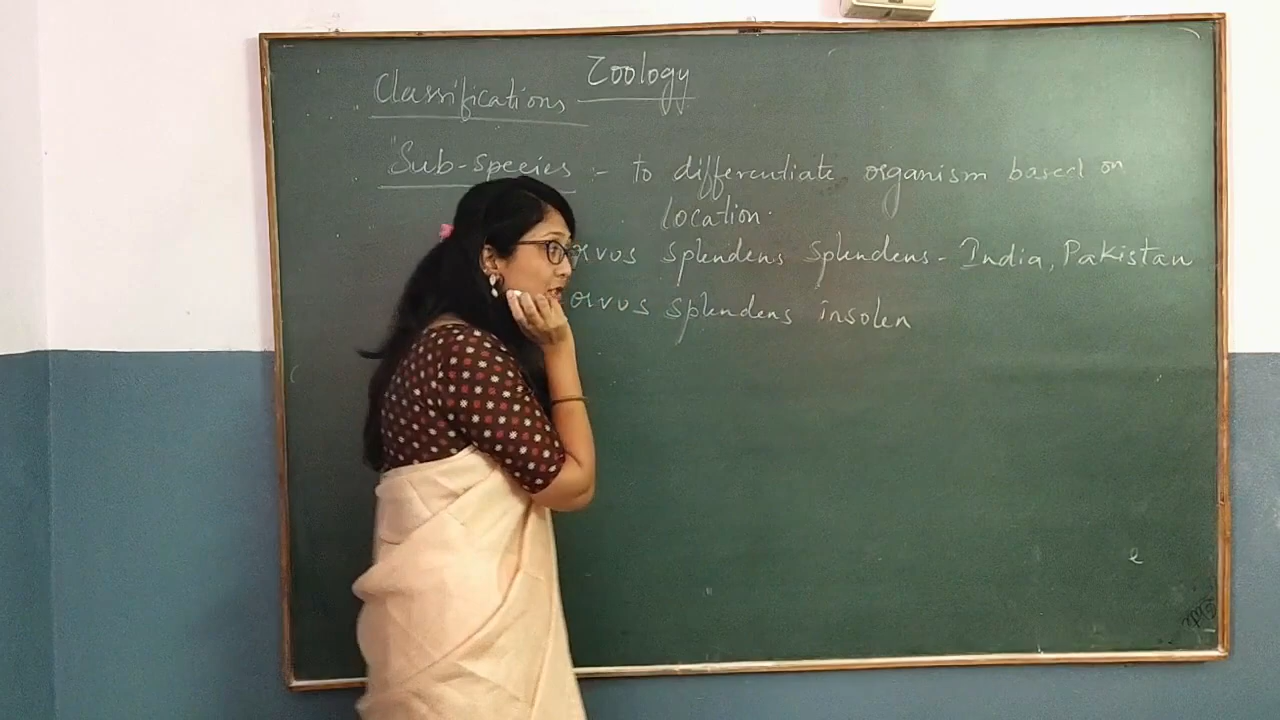 Zoology
Classifications
"Sub-species :- to differentiate organism based on
location.
orvus Splendens Splendens - India, Pakistan
orvus Splendens insolen
e